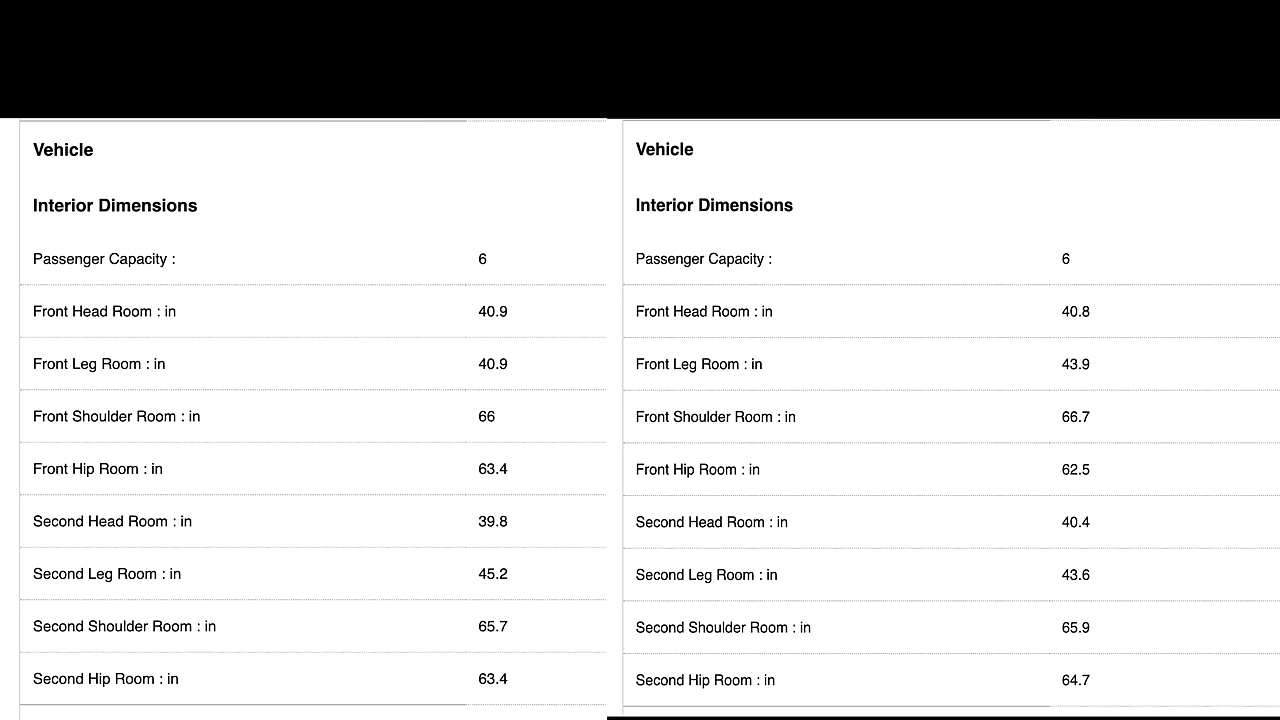 Vehicle
Interior Dimensions
Passenger Capacity : 6
Front Head Room : in 40.9
Front Leg Room : in 40.9
Front Shoulder Room : in 66
Front Hip Room : in 63.4
Second Head Room : in 39.8
Second Leg Room : in 45.2
Second Shoulder Room : in 65.7
Second Hip Room : in 63.4
Vehicle
Interior Dimensions
Passenger Capacity : 6
Front Head Room : in 40.8
Front Leg Room : in 43.9
Front Shoulder Room : in 66.7
Front Hip Room : in 62.5
Second Head Room : in 40.4
Second Leg Room : in 43.6
Second Shoulder Room : in 65.9
Second Hip Room : in 64.7